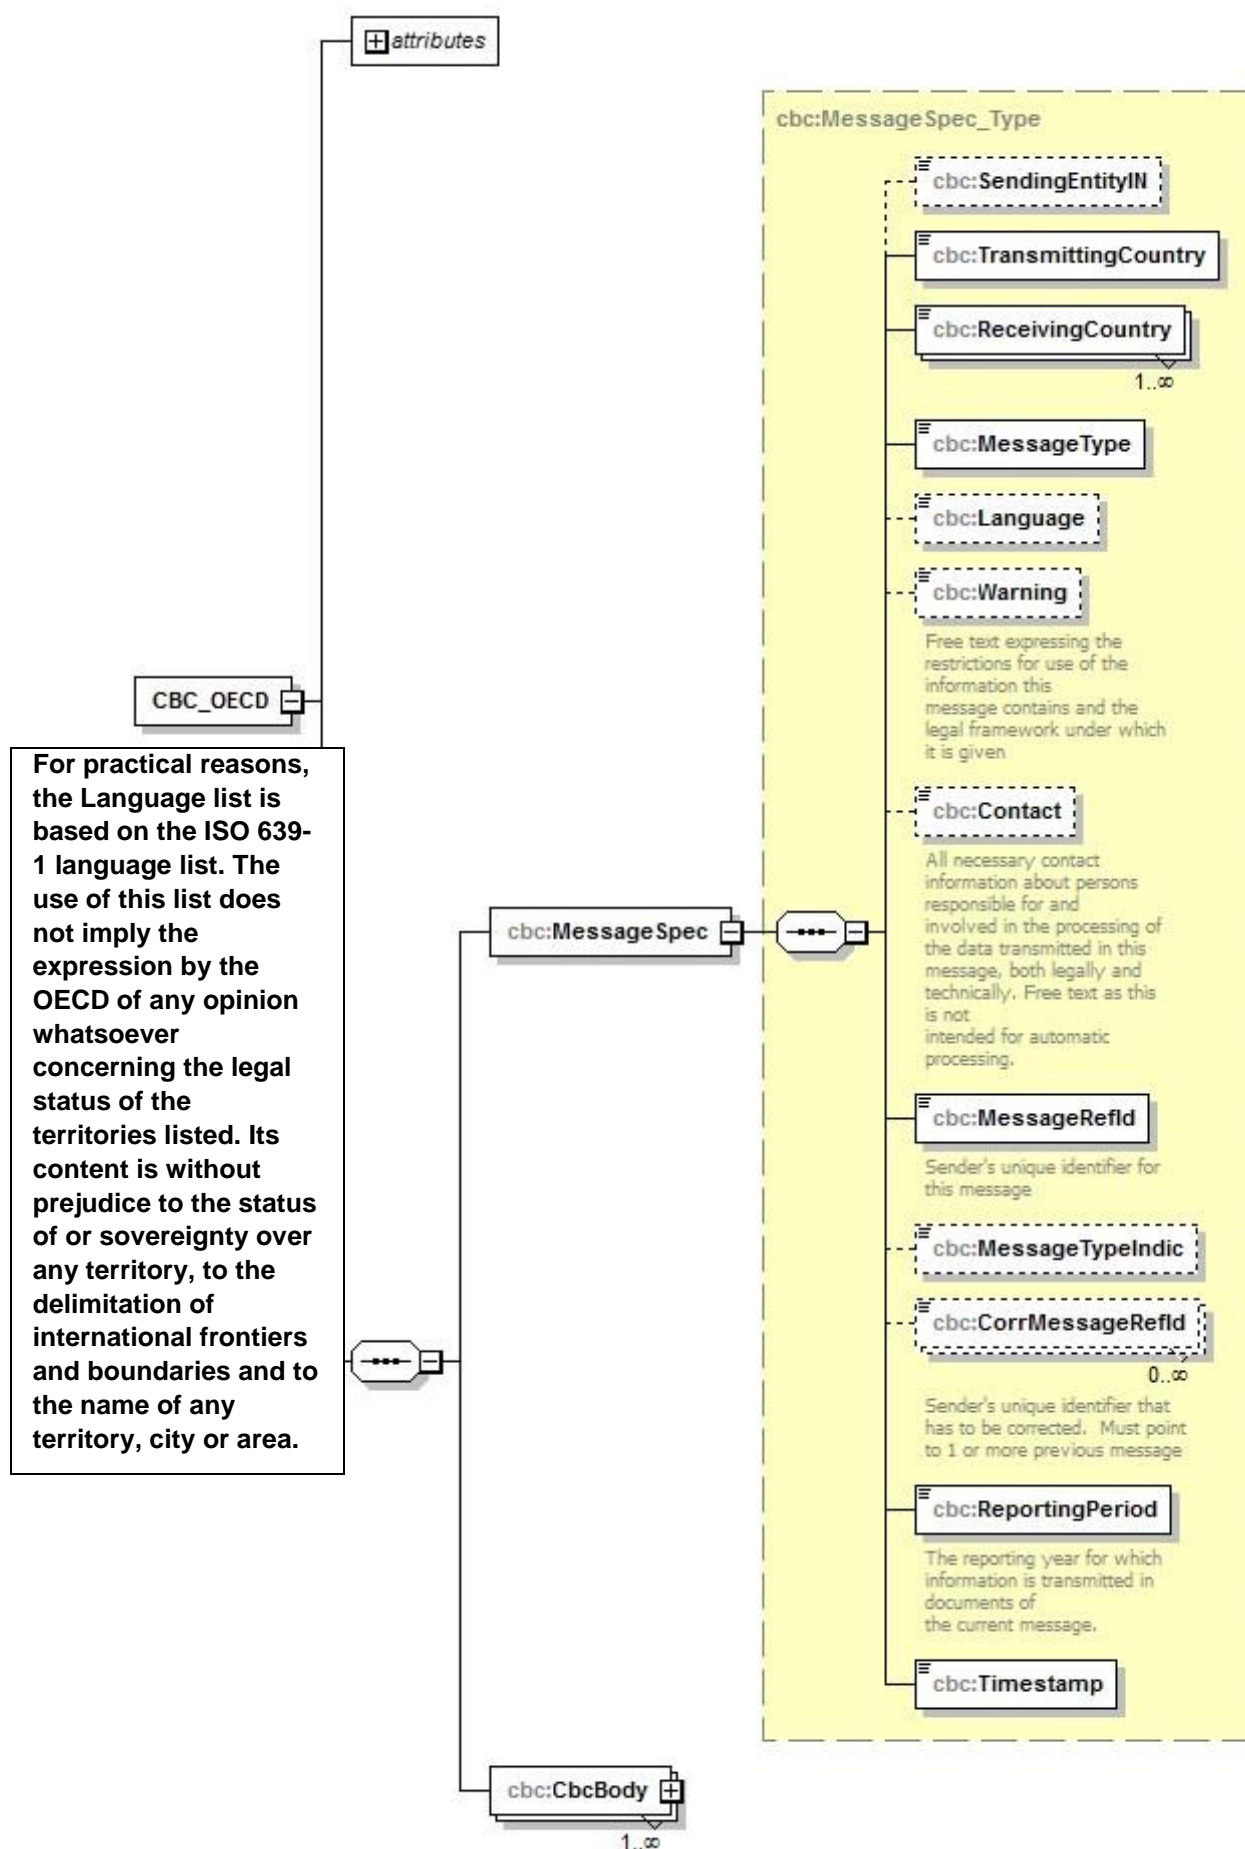 attributes
cbc:MessageSpec_Type
cbc:SendingEntityIN
cbc:TransmittingCountry
cbc:ReceivingCountry
1..∞
cbc:MessageType
cbc:Language
cbc:Warning
Free text expressing the
restrictions for use of the
information this
message contains and the
legal framework under which
it is given
CBC_OECD
For practical reasons,
the Language list is
based on the ISO 639-
1 language list. The
use of this list does
not imply the
expression by the
OECD of any opinion
whatsoever
concerning the legal
status of the
territories listed. Its
content is without
prejudice to the status
of or sovereignty over
any territory, to the
delimitation of
international frontiers
and boundaries and to
the name of any
territory, city or area.
cbc:Contact
All necessary contact
information about persons
responsible for and
involved in the processing of
the data transmitted in this
message, both legally and
technically. Free text as this
is not
intended for automatic
processing.
cbc:MessageSpec
cbc:MessageRefId
Sender's unique identifier for
this message
cbc:MessageTypeIndic
cbc:CorrMessageRefId
0..∞
Sender's unique identifier that
has to be corrected.  Must point
to 1 or more previous message
cbc:ReportingPeriod
The reporting year for which
information is transmitted in
documents of
the current message.
cbc:Timestamp
cbc:CbcBody
1..∞